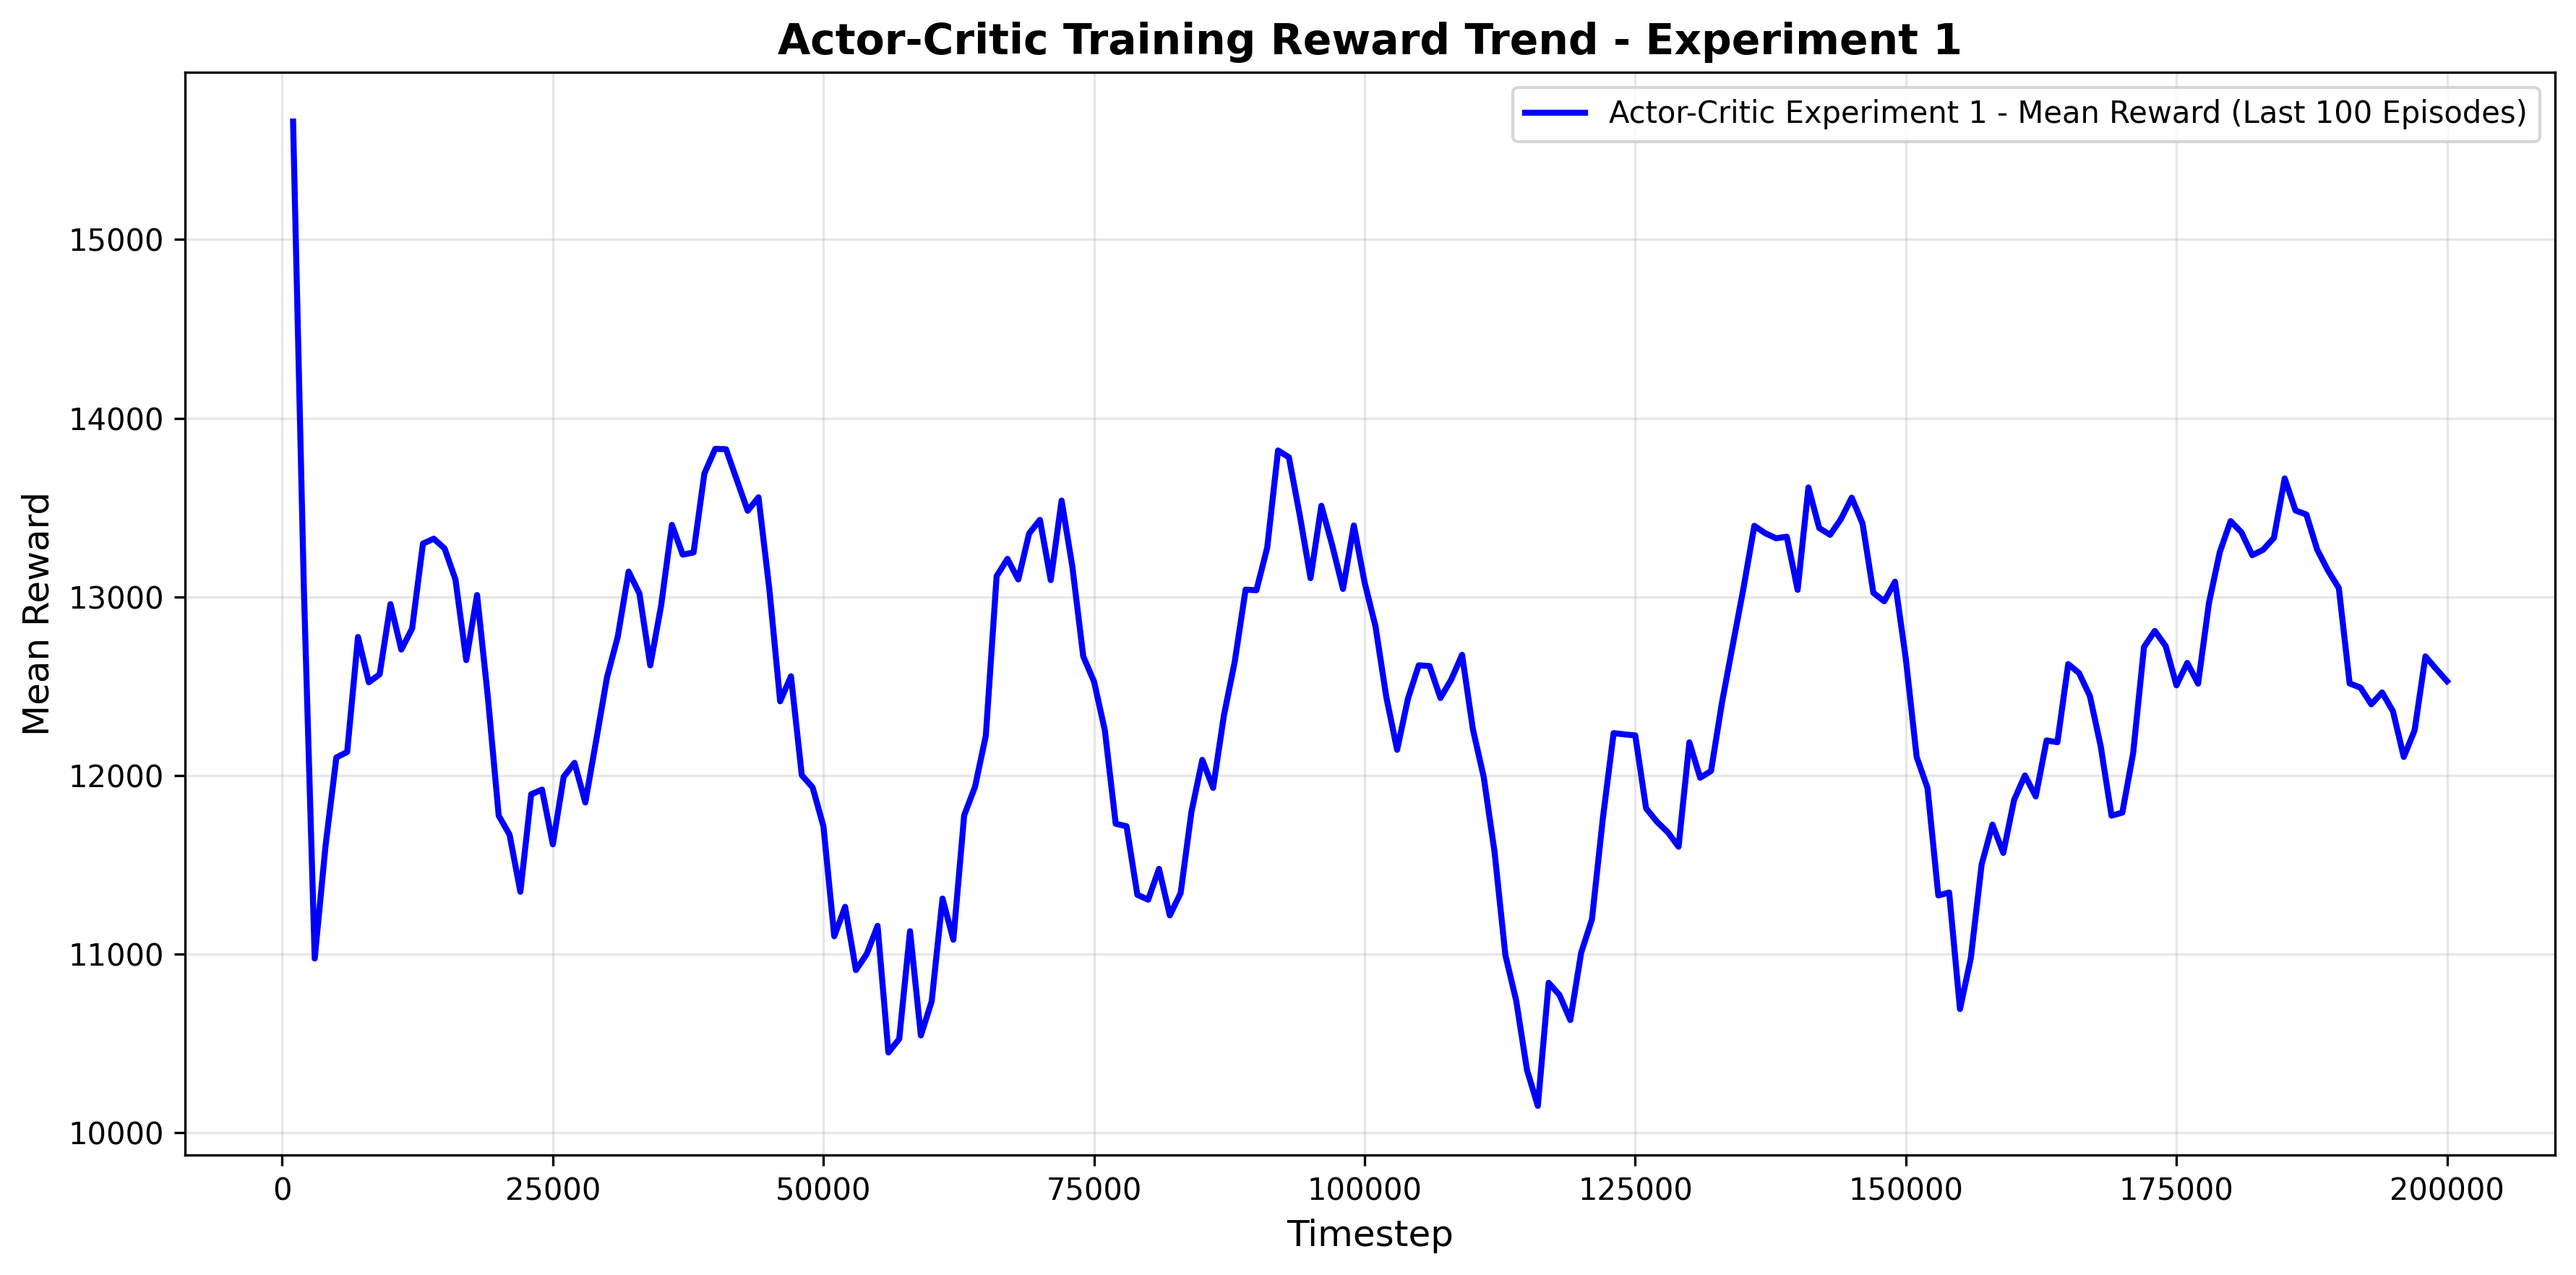 Actor-Critic Training Reward Trend - Experiment 1
Actor-Critic Experiment 1 - Mean Reward (Last 100 Episodes)
Mean Reward
15000
14000
13000
12000
11000
10000
0 25000 50000 75000 100000 125000 150000 175000 200000
Timestep